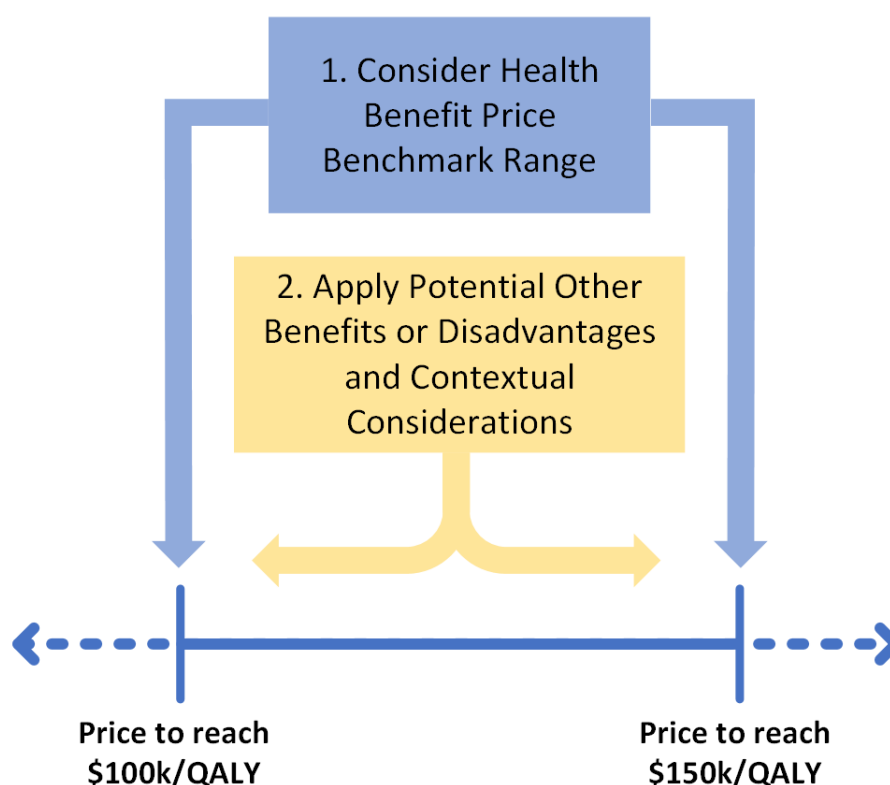 1. Consider Health
Benefit Price
Benchmark Range
2. Apply Potential Other
Benefits or Disadvantages
and Contextual
Considerations
Price to reach
$100k/QALY
Price to reach
$150k/QALY